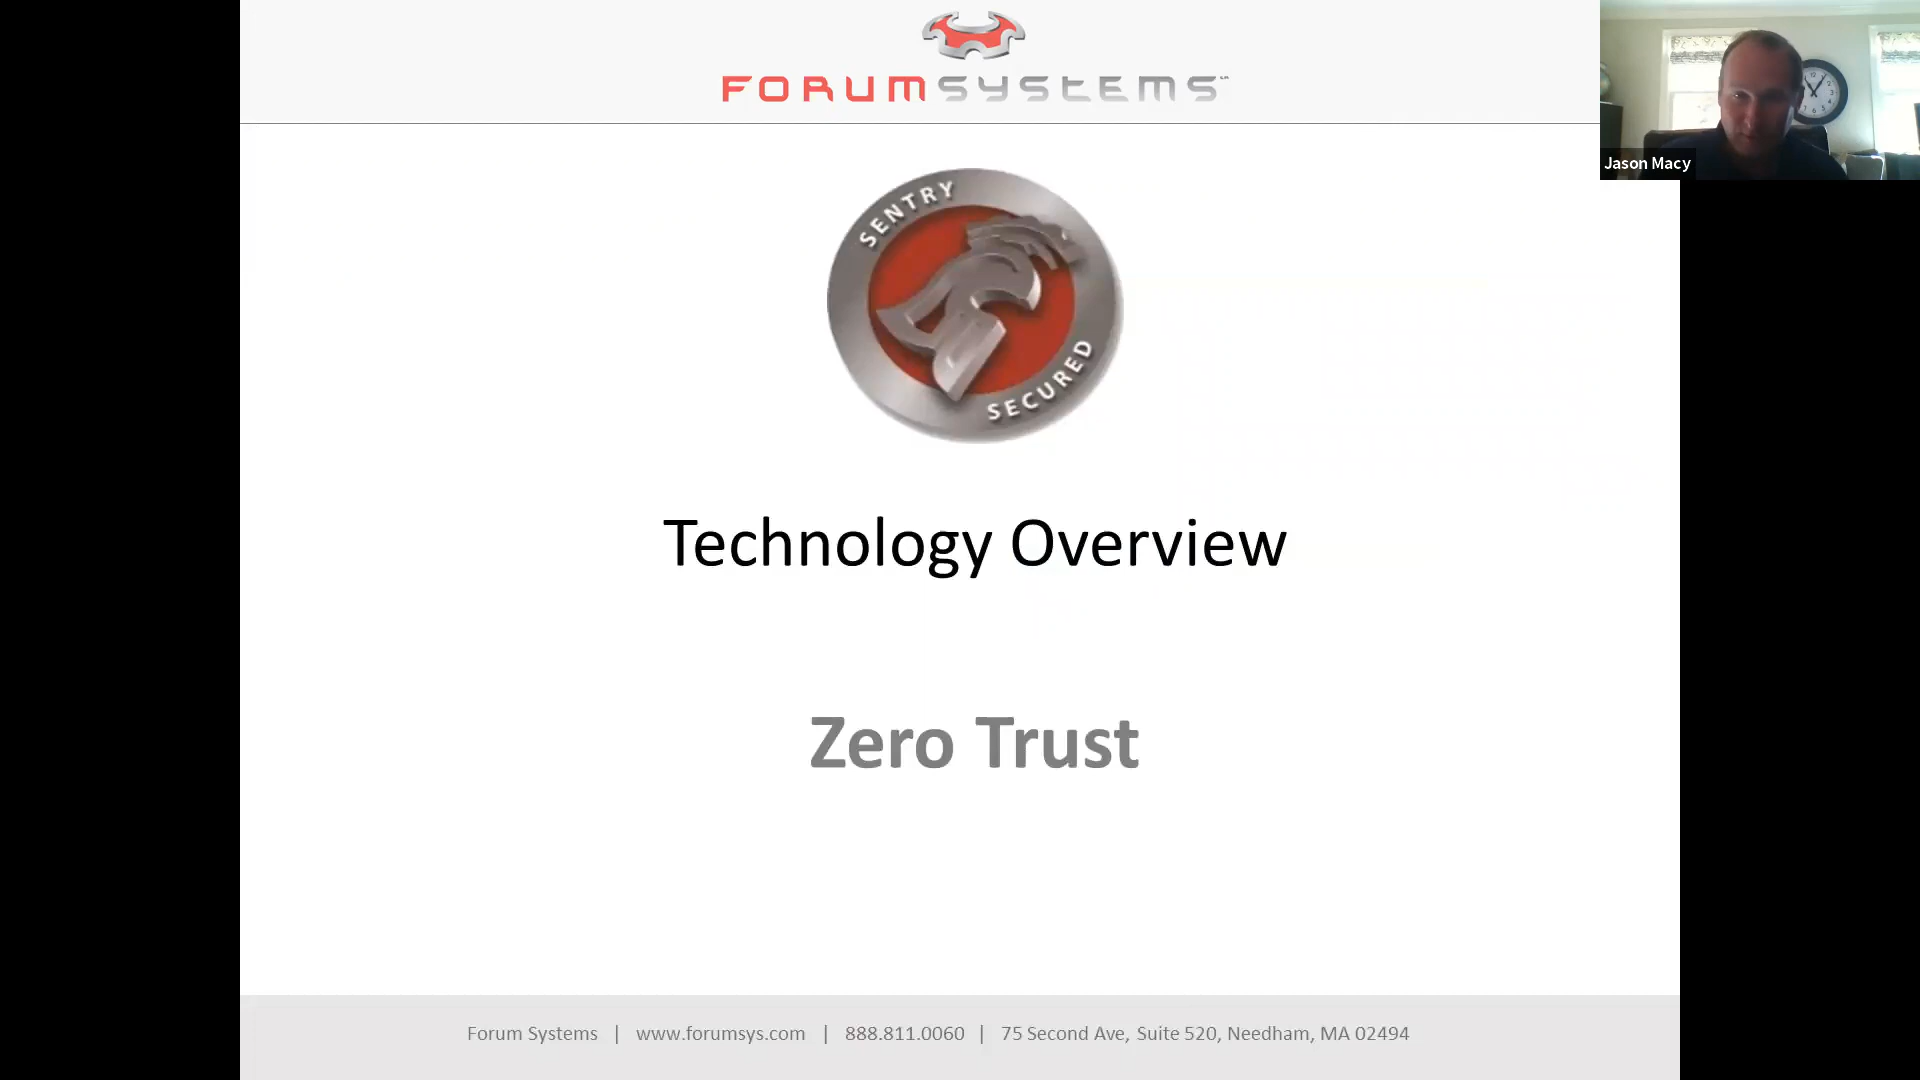 FORUMSYSTEMS
Jason Macy
SENTRY
SECURED
Technology Overview
Zero Trust
Forum Systems | www.forumsys.com | 888.811.0060 | 75 Second Ave, Suite 520, Needham, MA 02494